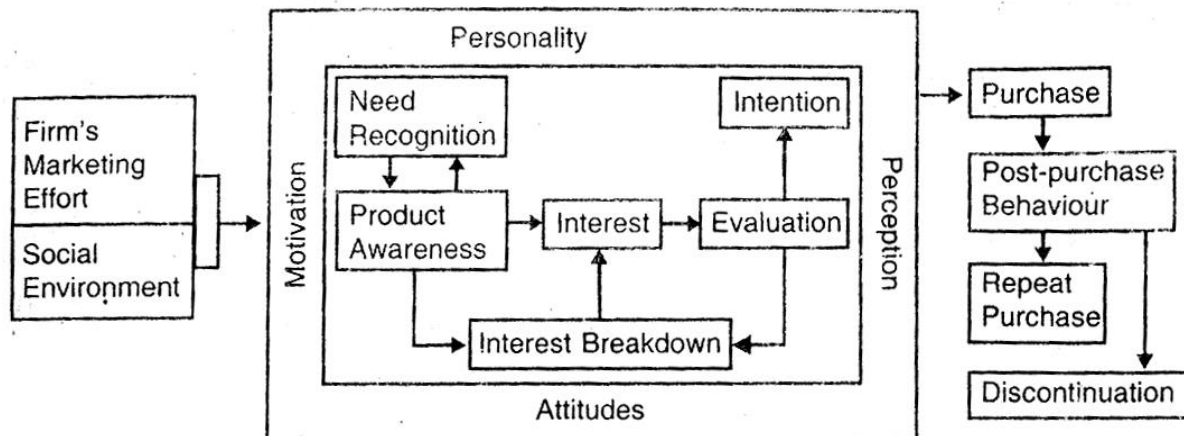 Personality
Firm's
Marketing
Effort
Social
Environment
Motivation
Need
Recognition
Product
Awareness
Interest
Evaluation
Intention
Interest Breakdown
Attitudes
Perception
Purchase
Post-purchase
Behaviour
Repeat
Purchase
Discontinuation